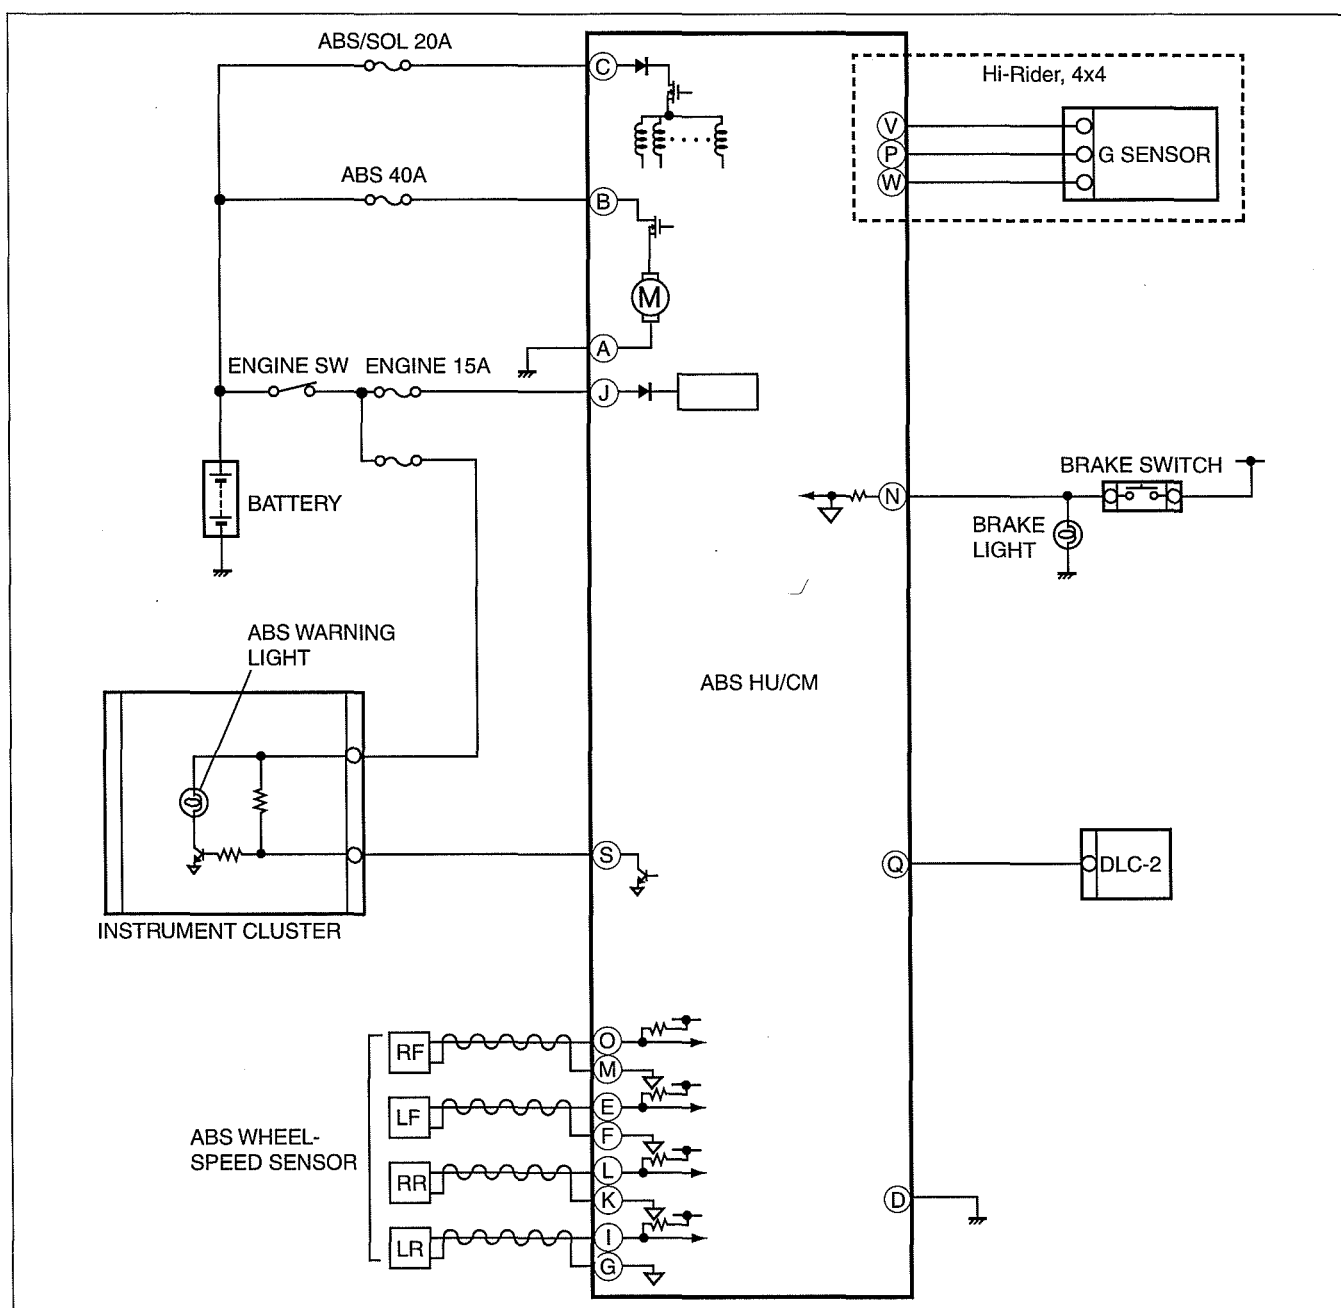 ABS/SOL 20A
C
Hi-Rider, 4x4
V
P
W
G SENSOR
ABS 40A
B
M
A
ENGINE SW
ENGINE 15A
J
BATTERY
N
BRAKE SWITCH
BRAKE
LIGHT
ABS WARNING
LIGHT
ABS HU/CM
S
Q
DLC-2
INSTRUMENT CLUSTER
ABS WHEEL-
SPEED SENSOR
RF
O
M
LF
E
F
RR
L
K
LR
I
G
D